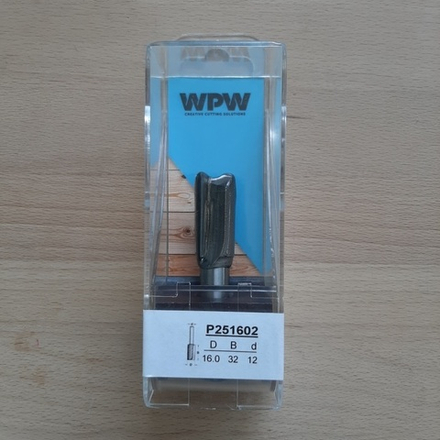 WPW
CREATIVE CUTTING SOLUTIONS
P251602
D B d
16.0 32 12